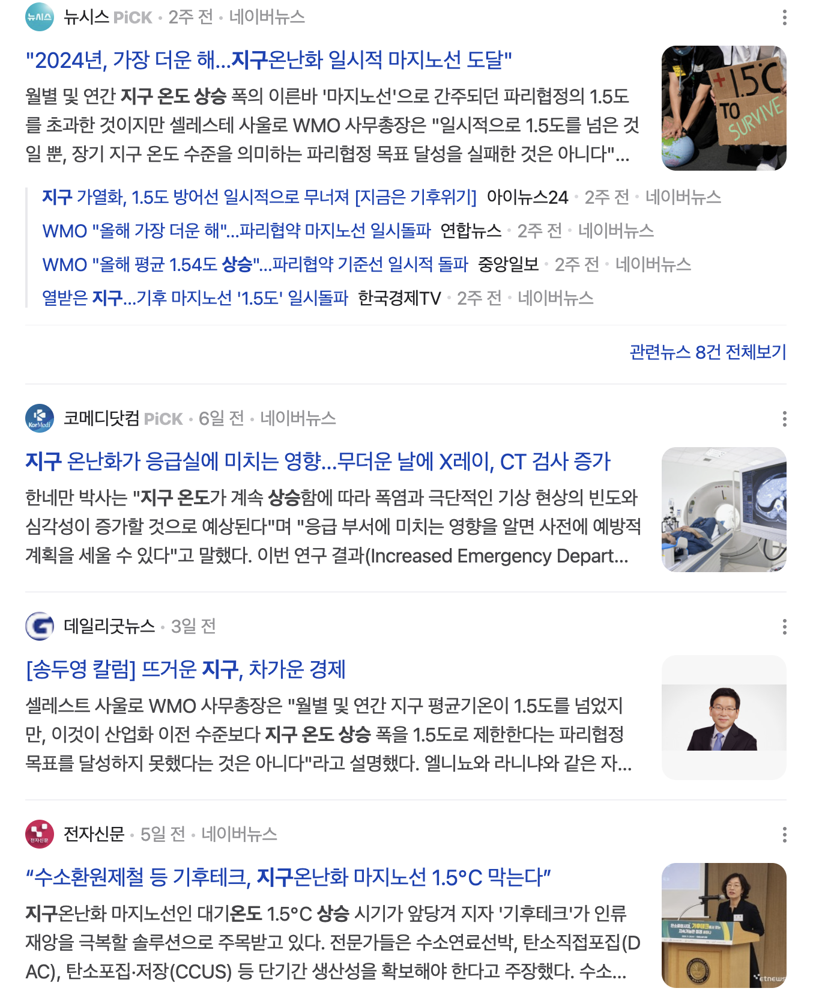 뉴시스
뉴시스 PiCK · 2주 전 · 네이버뉴스
"2024년, 가장 더운 해…지구온난화 일시적 마지노선 도달"
월별 및 연간 지구 온도 상승 폭의 이른바 '마지노선'으로 간주되던 파리협정의 1.5도
를 초과한 것이지만 셀레스테 사울로 WMO 사무총장은 "일시적으로 1.5도를 넘은 것
일 뿐, 장기 지구 온도 수준을 의미하는 파리협정 목표 달성을 실패한 것은 아니다"...
+1.5°C
TO
SURVIVE
지구 가열화, 1.5도 방어선 일시적으로 무너져 [지금은 기후위기] 아이뉴스24 · 2주 전 · 네이버뉴스
WMO "올해 가장 더운 해"…파리협약 마지노선 일시돌파 연합뉴스 · 2주 전 · 네이버뉴스
WMO "올해 평균 1.54도 상승"…파리협약 기준선 일시적 돌파 중앙일보 · 2주 전 · 네이버뉴스
열받은 지구…기후 마지노선 '1.5도' 일시돌파 한국경제TV · 2주 전 · 네이버뉴스
관련뉴스 8건 전체보기
KorMedi
코메디닷컴 PiCK · 6일 전 · 네이버뉴스
지구 온난화가 응급실에 미치는 영향…무더운 날에 X레이, CT 검사 증가
한네만 박사는 "지구 온도가 계속 상승함에 따라 폭염과 극단적인 기상 현상의 빈도와
심각성이 증가할 것으로 예상된다"며 "응급 부서에 미치는 영향을 알면 사전에 예방적
계획을 세울 수 있다"고 말했다. 이번 연구 결과(Increased Emergency Depart...
G
데일리굿뉴스 · 3일 전
[송두영 칼럼] 뜨거운 지구, 차가운 경제
셀레스트 사울로 WMO 사무총장은 "월별 및 연간 지구 평균기온이 1.5도를 넘었지
만, 이것이 산업화 이전 수준보다 지구 온도 상승 폭을 1.5도로 제한한다는 파리협정
목표를 달성하지 못했다는 것은 아니다"라고 설명했다. 엘니뇨와 라니냐와 같은 자...
전자신문
전자신문 · 5일 전 · 네이버뉴스
“수소환원제철 등 기후테크, 지구온난화 마지노선 1.5°C 막는다”
지구온난화 마지노선인 대기온도 1.5°C 상승 시기가 앞당겨 지자 '기후테크'가 인류
재앙을 극복할 솔루션으로 주목받고 있다. 전문가들은 수소연료선박, 탄소직접포집(D
AC), 탄소포집·저장(CCUS) 등 단기간 생산성을 확보해야 한다고 주장했다. 수소...
etnews